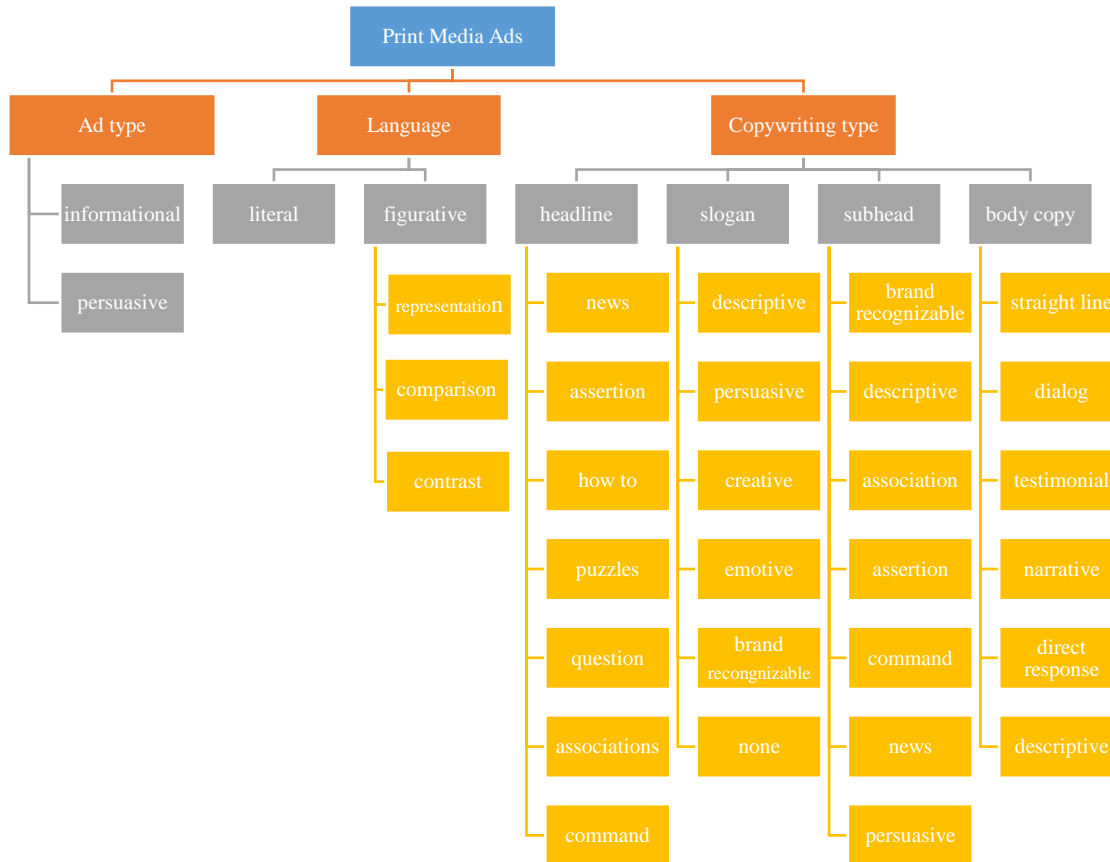 Print Media Ads
Ad type
Language
Copywriting type
informational
literal
figurative
headline
slogan
subhead
body copy
persuasive
representation
comparison
contrast
news
assertion
how to
puzzles
question
associations
command
descriptive
persuasive
creative
emotive
brand
recongnizable
none
brand
recognizable
descriptive
association
assertion
command
news
persuasive
straight line
dialog
testimonial
narrative
direct
response
descriptive